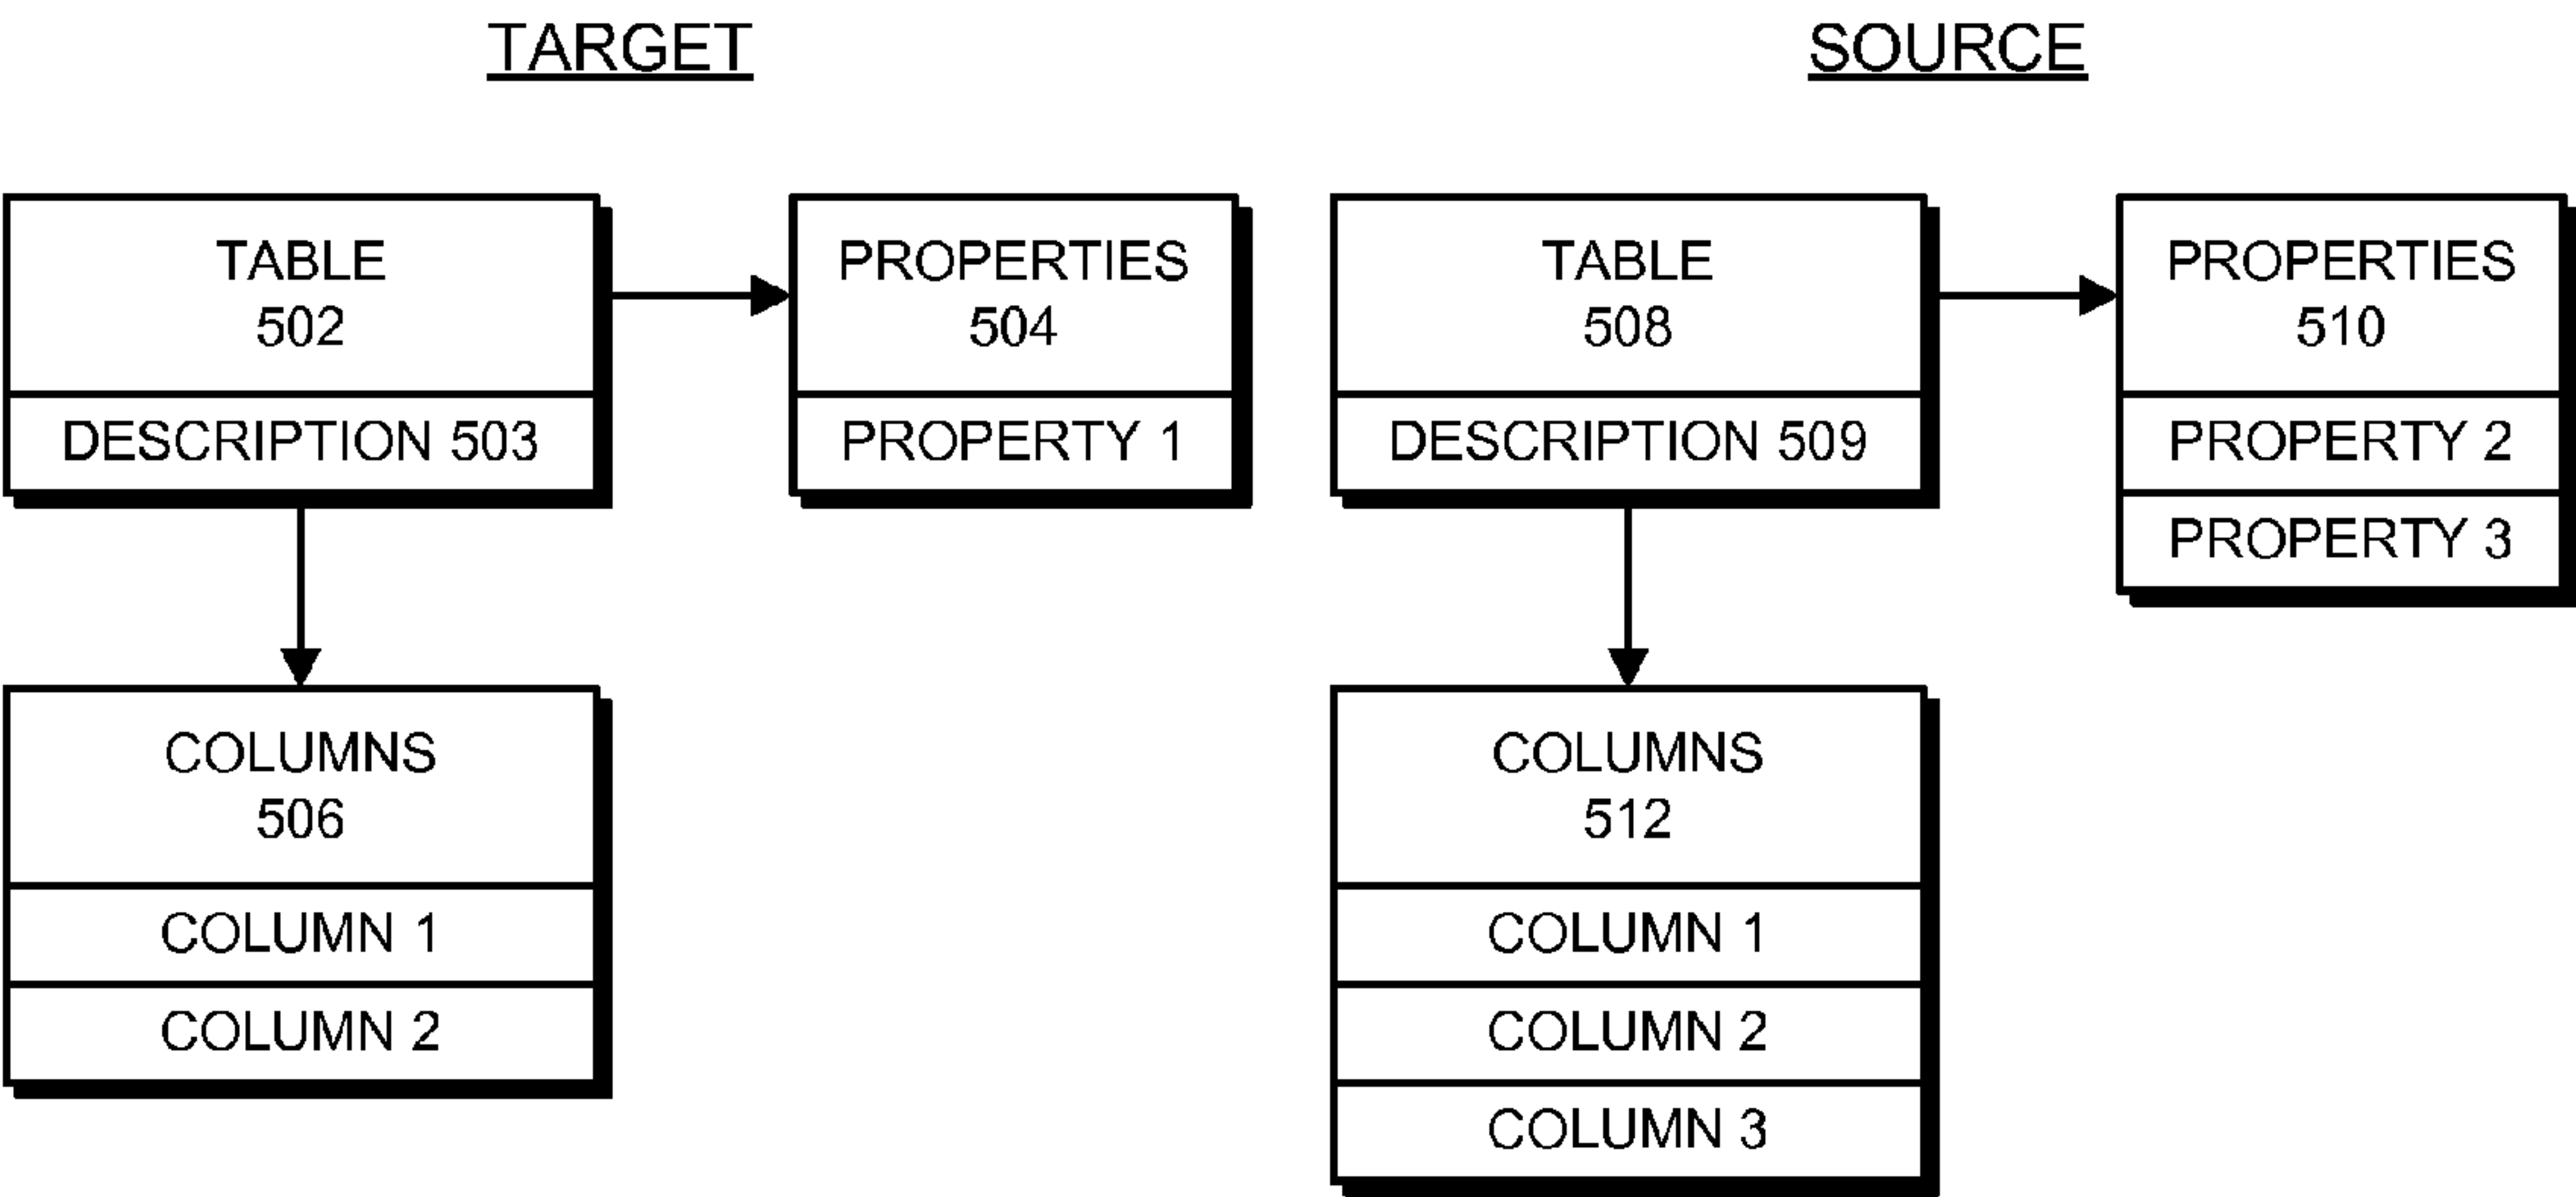 TARGET
TABLE
502
DESCRIPTION 503
PROPERTIES
504
PROPERTY 1
COLUMNS
506
COLUMN 1
COLUMN 2
SOURCE
TABLE
508
DESCRIPTION 509
PROPERTIES
510
PROPERTY 2
PROPERTY 3
COLUMNS
512
COLUMN 1
COLUMN 2
COLUMN 3